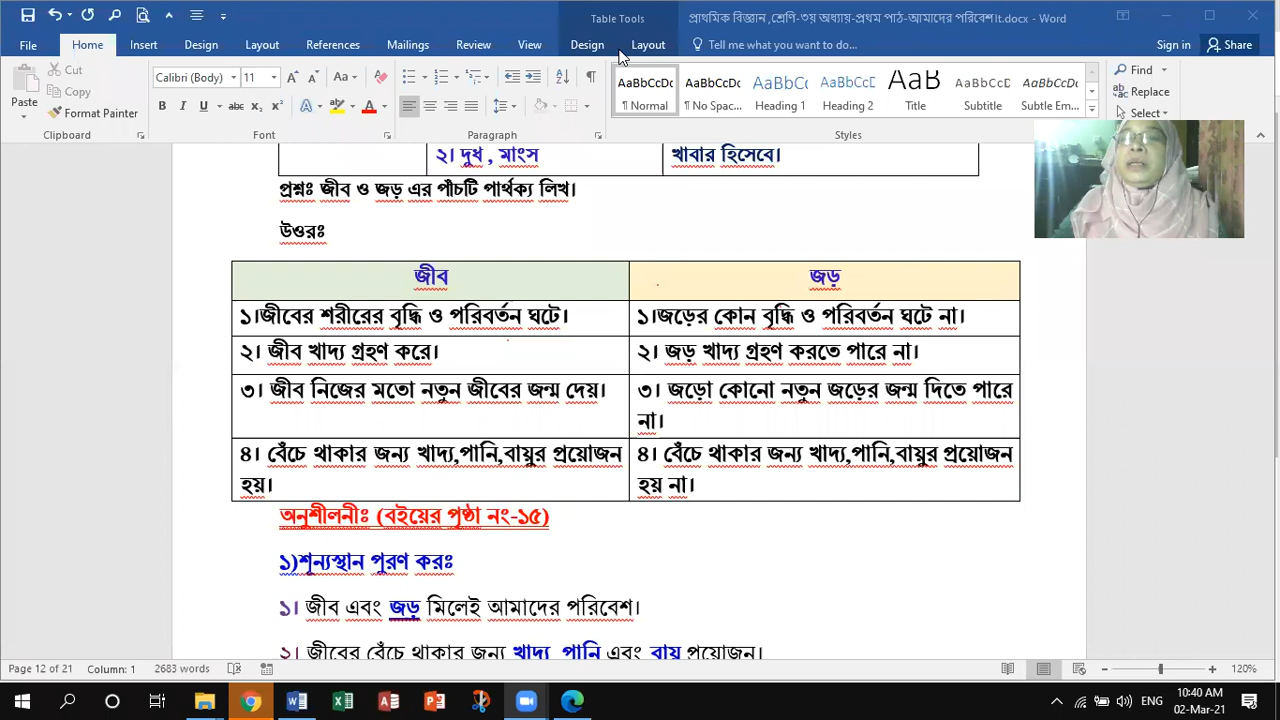 Table Tools
প্রাথমিক বিজ্ঞান ,শ্রেণি-৩য় অধ্যায়-প্রথম পাঠ-আমাদের পরিবেশ।t.docx - Word
File Home Insert Design Layout References Mailings Review View Design Layout Tell me what you want to do... Sign in Share
Paste Cut Copy Format Painter
Calibri (Body) 11
B I U abc X₂ X² A ab A
AaBbCcDc AaBbCcDc AaBbCc AaBbCcC AaB AaBbCcC AaBbCcDc
¶ Normal ¶ No Spac... Heading 1 Heading 2 Title Subtitle Subtle Em...
Find Replace Select
Clipboard Font Paragraph Styles
২। দুধ , মাংস খাবার হিসেবে।
প্রশ্নঃ জীব ও জড় এর পাঁচটি পার্থক্য লিখ।
উওরঃ
জীব জড়
১।জীবের শরীরের বৃদ্ধি ও পরিবর্তন ঘটে। ১।জড়ের কোন বৃদ্ধি ও পরিবর্তন ঘটে না।
২। জীব খাদ্য গ্রহণ করে। ২। জড় খাদ্য গ্রহণ করতে পারে না।
৩। জীব নিজের মতো নতুন জীবের জন্ম দেয়। ৩। জড়ো কোনো নতুন জড়ের জন্ম দিতে পারে
না।
৪। বেঁচে থাকার জন্য খাদ্য,পানি,বায়ুর প্রয়োজন
হয়।
৪। বেঁচে থাকার জন্য খাদ্য,পানি,বায়ুর প্রয়োজন
হয় না।
অনুশীলনীঃ (বইয়ের পৃষ্ঠা নং-১৫)
১)শূন্যস্থান পূরণ করঃ
১। জীব এবং জড় মিলেই আমাদের পরিবেশ।
২। জীবের বেঁচে থাকার জন্য খাদ্য, পানি এবং বায়ু প্রয়োজন।
Page 12 of 21 Column: 1 2683 words 120%
ENG 10:40 AM
02-Mar-21